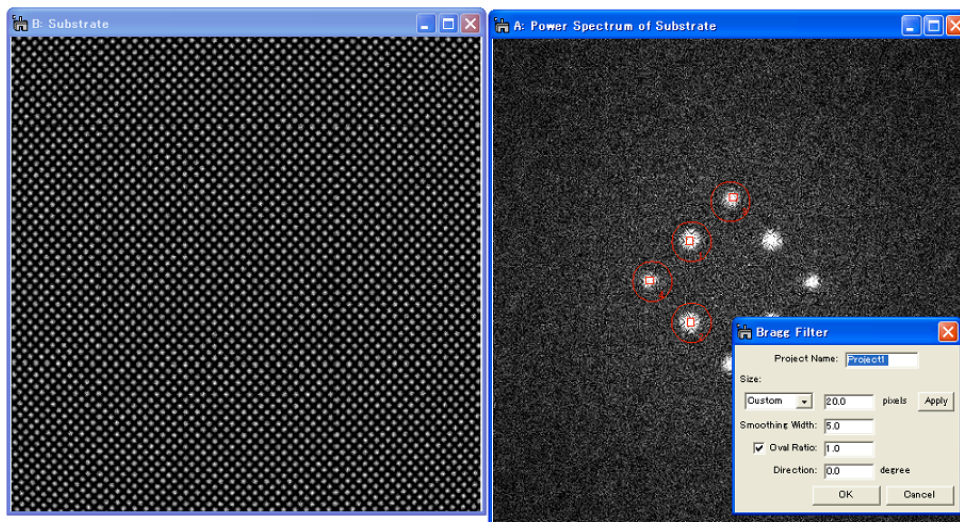 B: Substrate
A: Power Spectrum of Substrate
Bragg Filter
Project Name: Project1
Size:
Custom 20.0 pixels Apply
Smoothing Width: 5.0
Oval Ratio: 1.0
Direction: 0.0 degree
OK Cancel